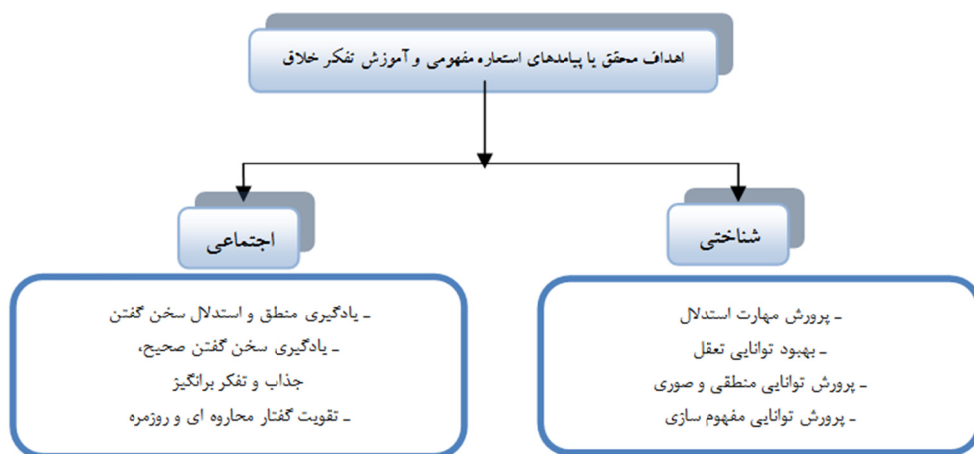 اهداف محقق یا پیامدهای استعاره مفهومی و آموزش تفکر خلاق
شناختی
ـ پرورش مهارت استدلال
ـ بهبود توانایی تعقل
ـ پرورش توانایی منطقی و صوری
ـ پرورش توانایی مفهوم سازی
اجتماعی
ـ یادگیری منطق و استدلال سخن گفتن
ـ یادگیری سخن گفتن صحیح،
جذاب و تفکر برانگیز
ـ تقویت گفتار محاروه ای و روزمره